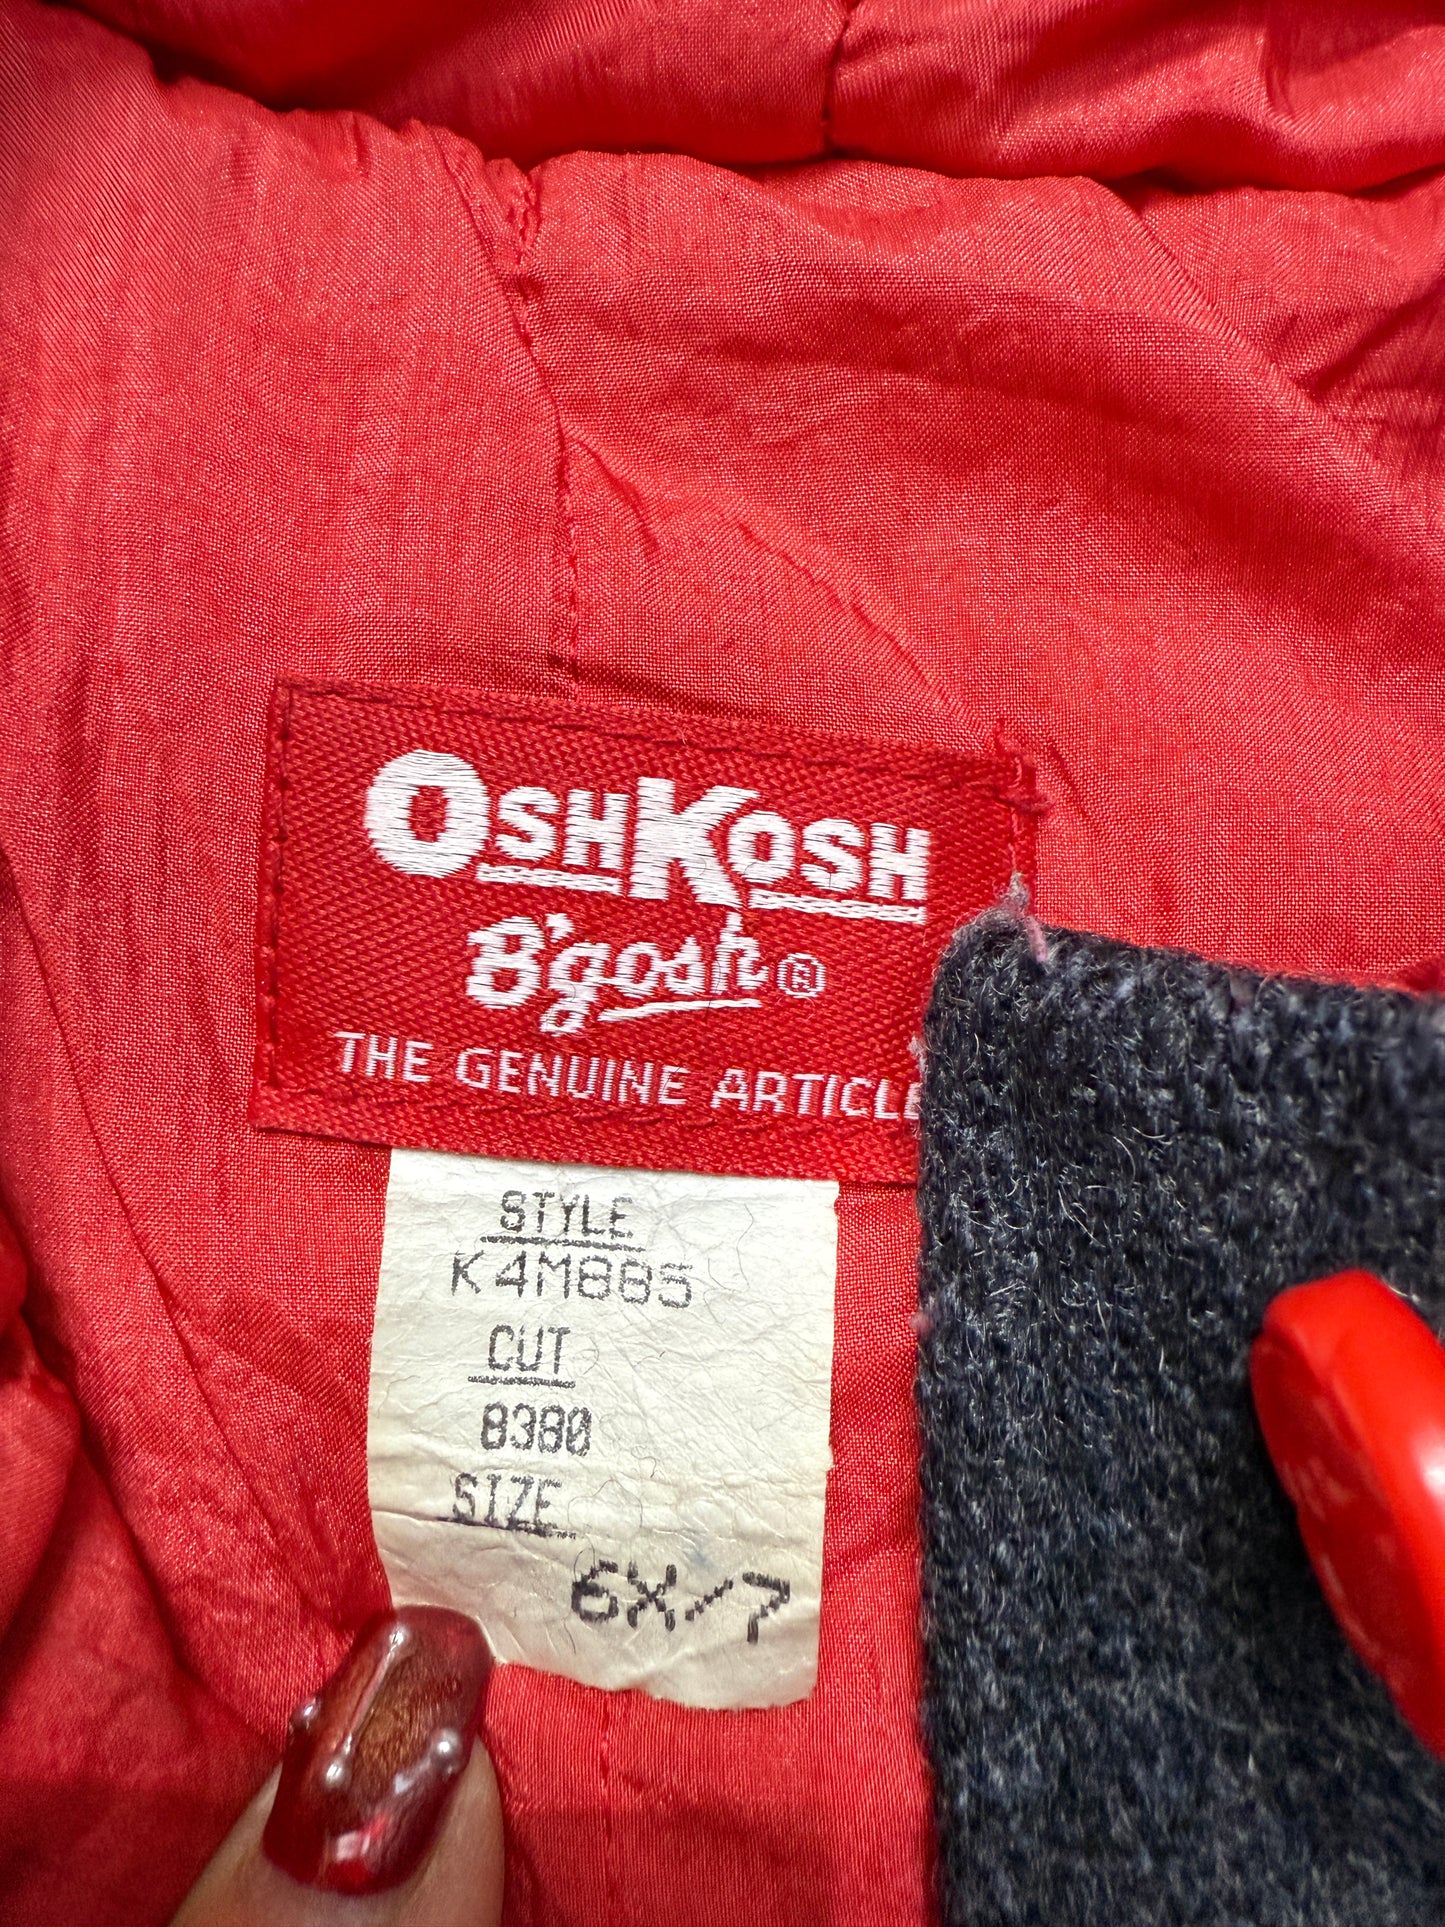 OSHKOSH
B'gosh®
THE GENUINE ARTICLE
STYLE
K4M885
CUT
8380
SIZE
6X/7